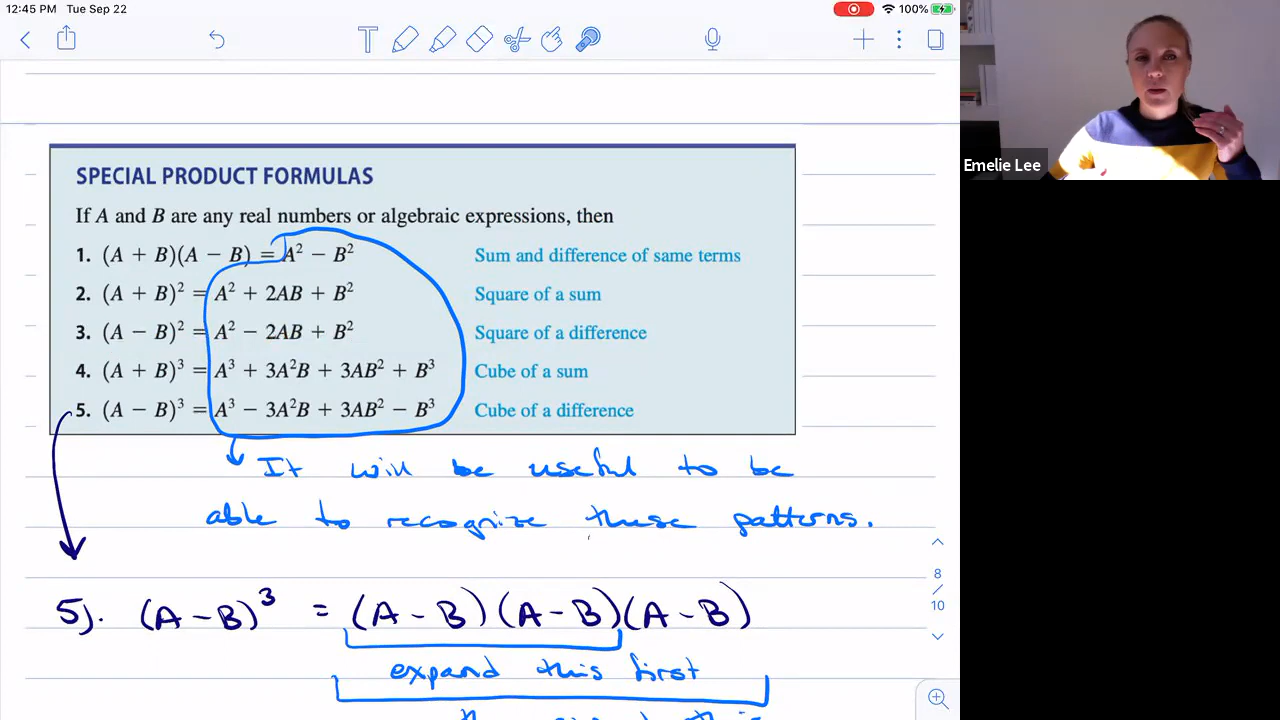 12:45 PM Tue Sep 22
100%
Emelie Lee
SPECIAL PRODUCT FORMULAS
If A and B are any real numbers or algebraic expressions, then
1. (A + B)(A − B) = A² − B² Sum and difference of same terms
2. (A + B)² = A² + 2AB + B² Square of a sum
3. (A − B)² = A² − 2AB + B² Square of a difference
4. (A + B)³ = A³ + 3A²B + 3AB² + B³ Cube of a sum
5. (A − B)³ = A³ − 3A²B + 3AB² − B³ Cube of a difference
It will be useful to be
able to recognize these patterns.
8
/
10
5). (A − B)³ = (A − B)(A − B)(A − B)
expand this first